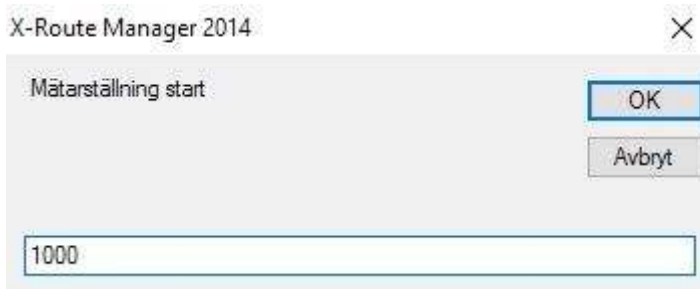 X-Route Manager 2014
Mätarställning start
OK
Avbryt
1000